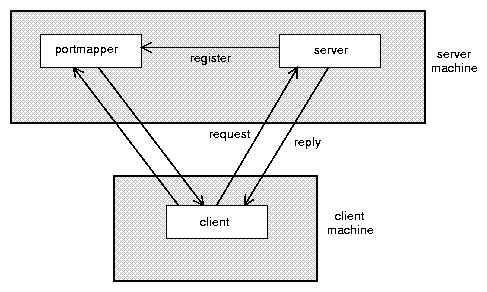 portmapper
server
register
server
machine
request
reply
client
client
machine